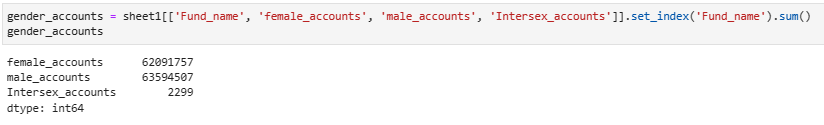 gender_accounts = sheet1[['Fund_name', 'female_accounts', 'male_accounts', 'Intersex_accounts']].set_index('Fund_name').sum()
gender_accounts
female_accounts 62091757
male_accounts 63594507
Intersex_accounts 2299
dtype: int64